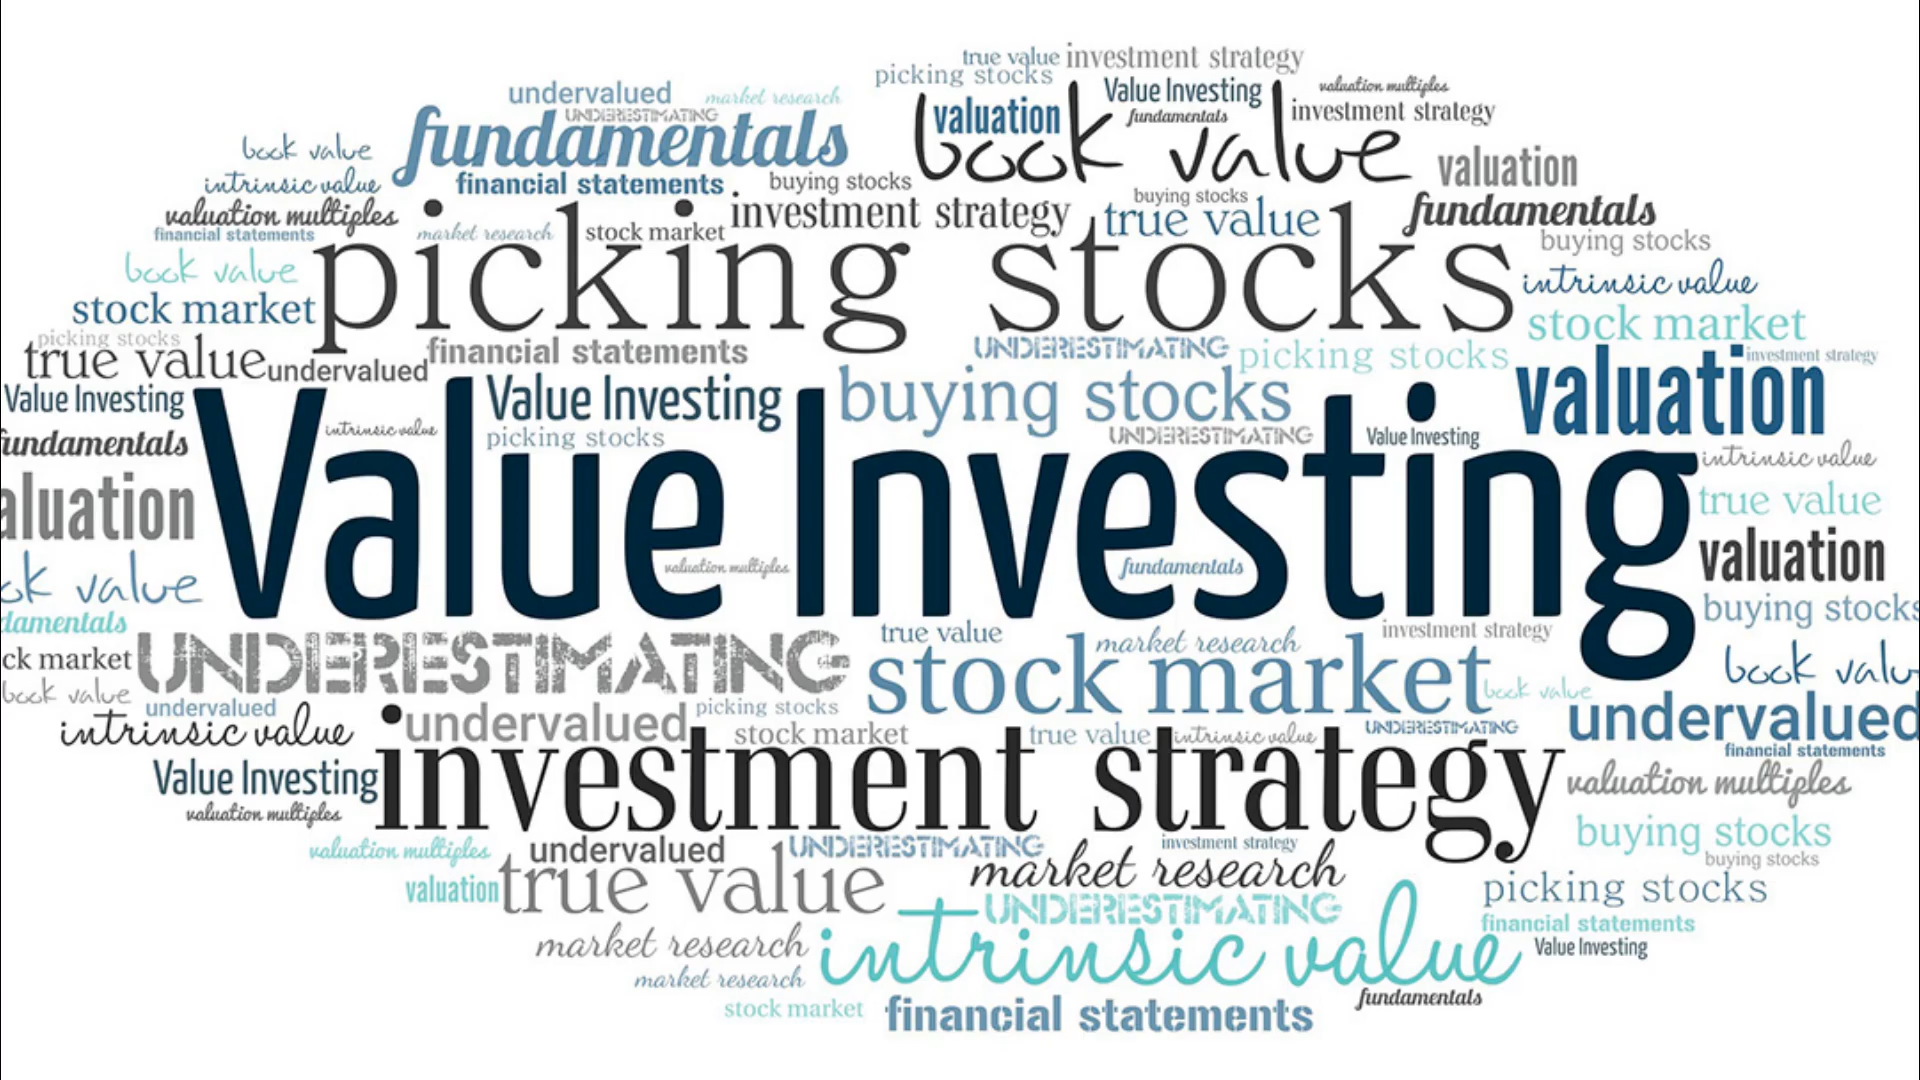 true value investment strategy
picking stocks
undervalued market research Value Investing valuation multiples
UNDERESTIMATING valuation fundamentals investment strategy
fundamentals book value
book value valuation
intrinsic value financial statements buying stocks buying stocks
valuation multiples investment strategy true value fundamentals
financial statements market research stock market buying stocks
book value picking stocks intrinsic value
stock market stock market
picking stocks UNDERESTIMATING picking stocks investment strategy
true value undervalued financial statements
Value Investing Value Investing buying stocks valuation
fundamentals intrinsic value picking stocks UNDERESTIMATING Value Investing
intrinsic value
aluation Value Investing true value
valuation multiples fundamentals valuation
ck value buying stocks
damentals true value market research investment strategy
ck market UNDERESTIMATING stock market book valu
book value book value
undervalued picking stocks undervalued
intrinsic value undervalued stock market true value intrinsic value UNDERESTIMATING
financial statements
Value Investing investment strategy valuation multiples
valuation multiples
valuation multiples undervalued UNDERESTIMATING investment strategy buying stocks
buying stocks
valuation true value market research picking stocks
UNDERESTIMATING financial statements
market research intrinsic value Value Investing
market research
stock market financial statements fundamentals